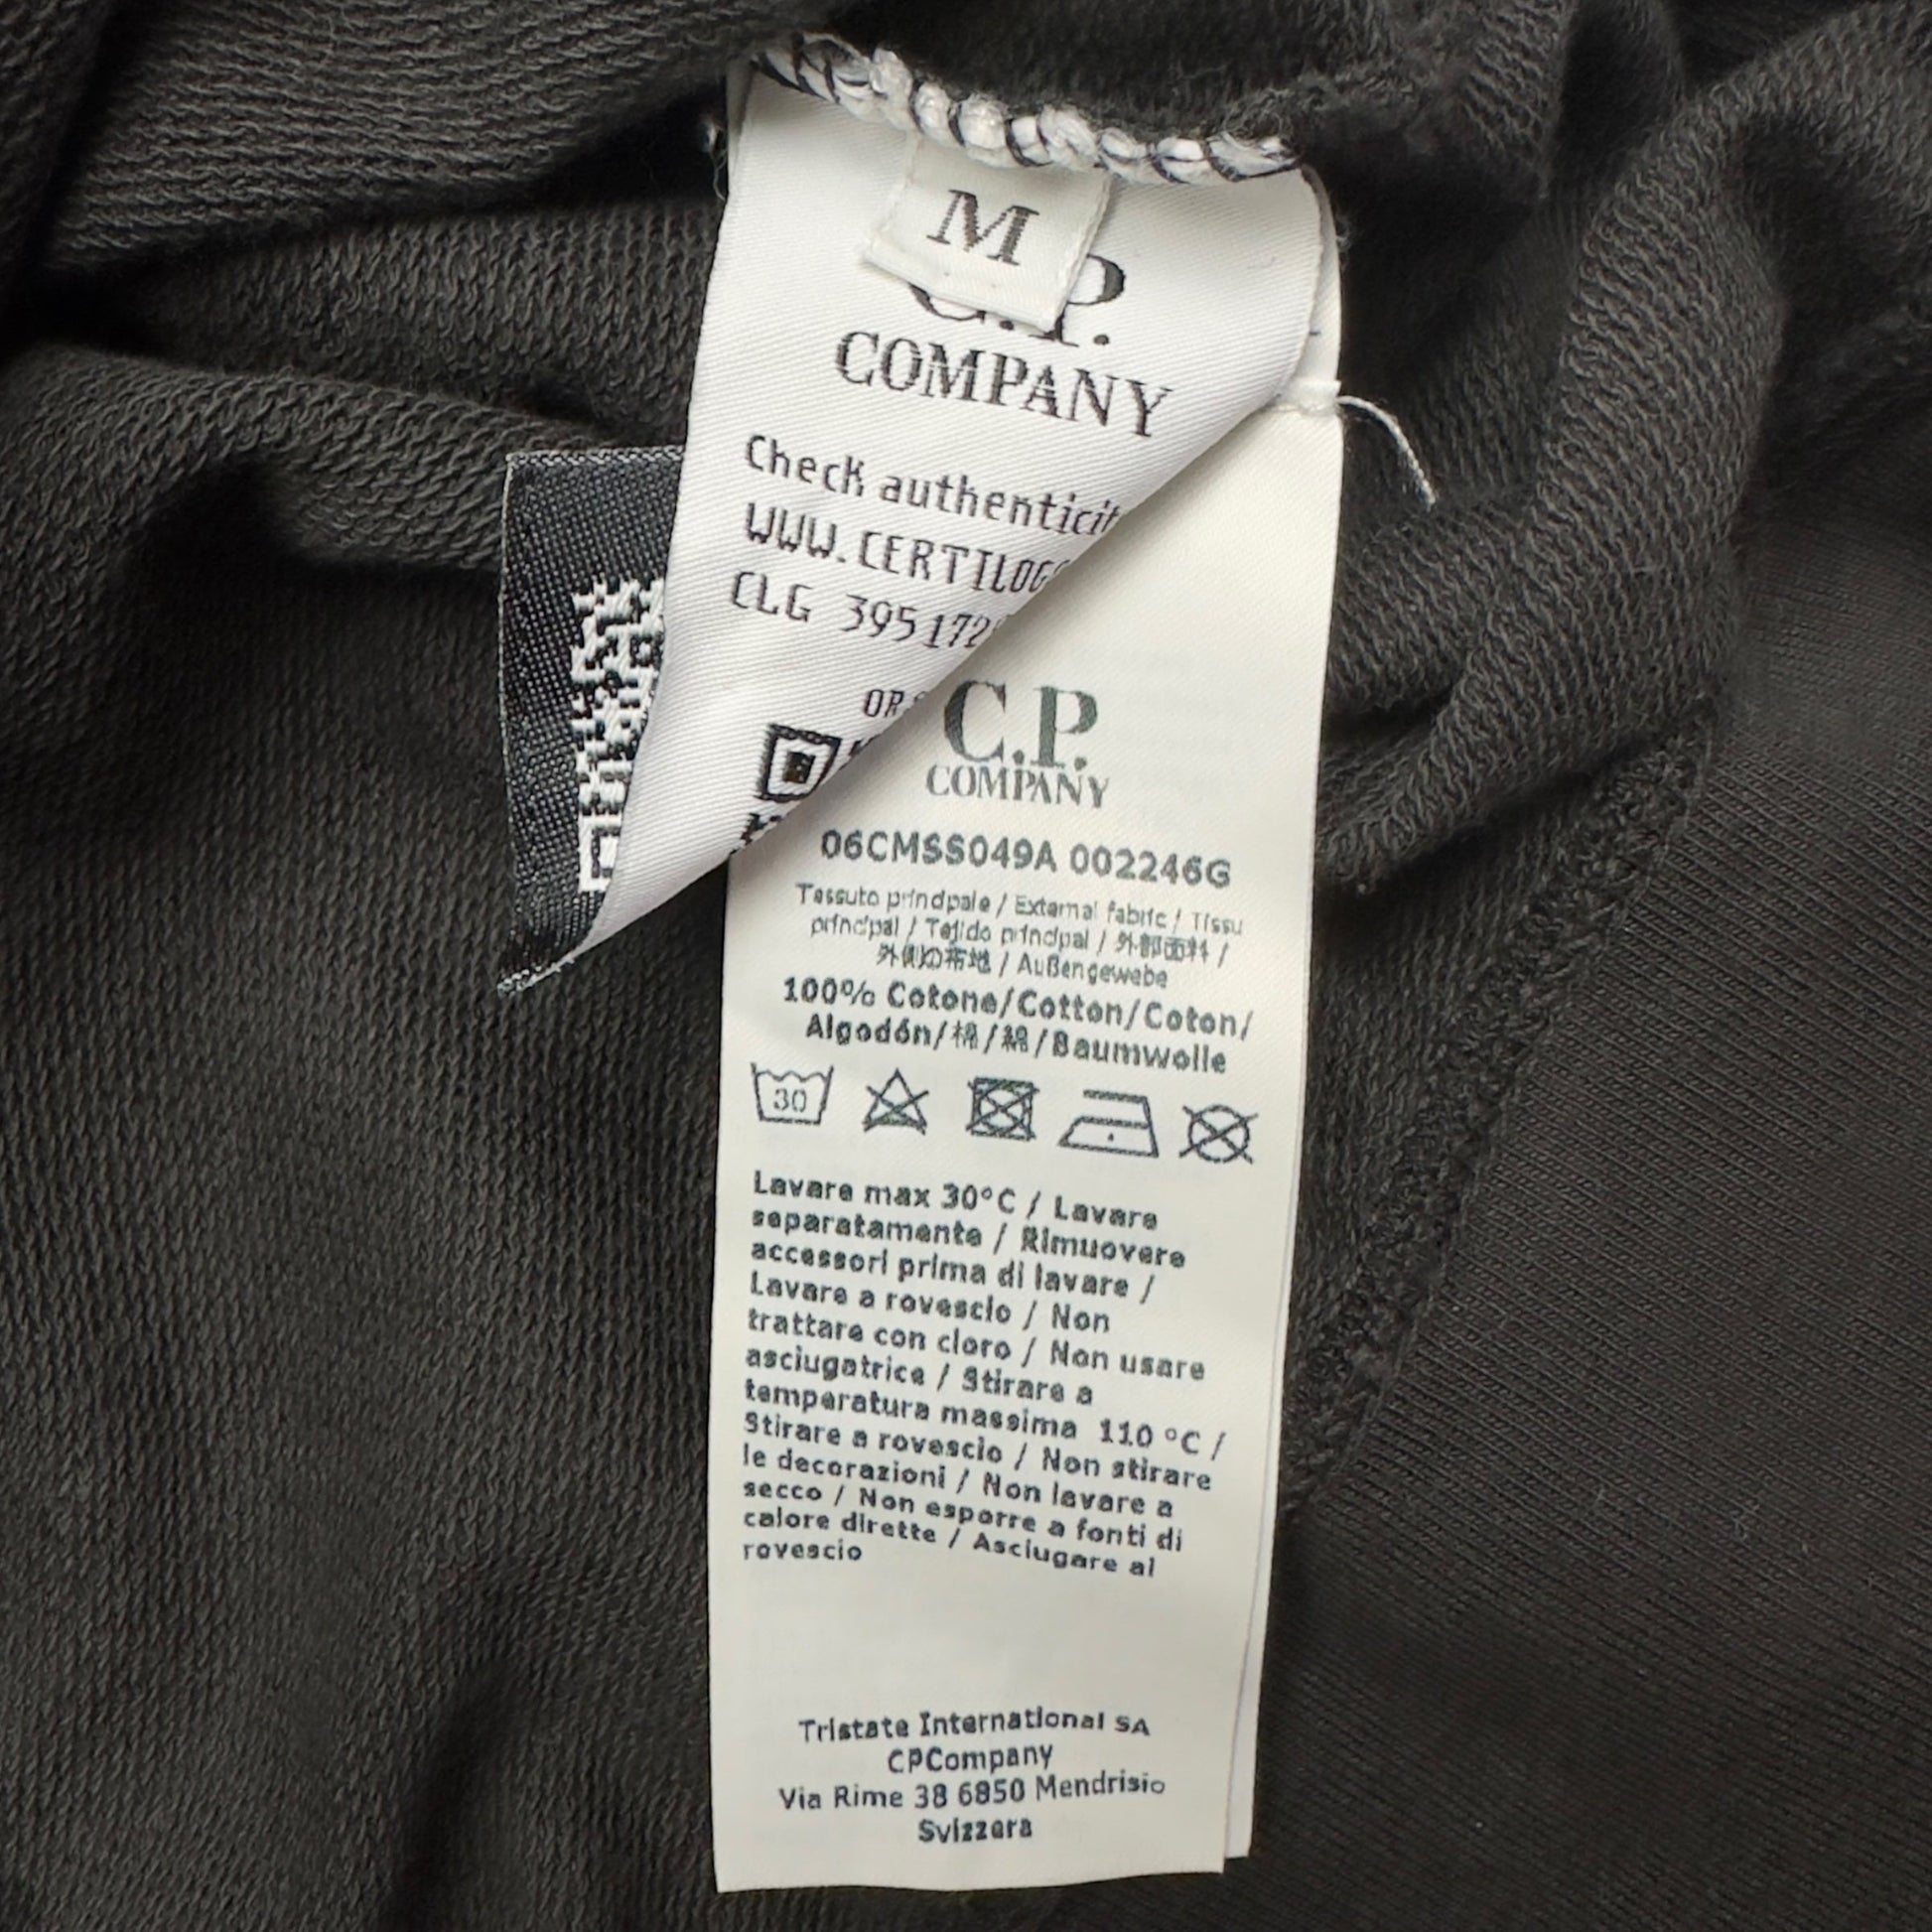 M
C.P.
COMPANY
Check authenticit
WWW.CERTILOG
CLG 395172
OR
C.P.
COMPANY
06CMSS049A 002246G
Tessuto principale / External fabric / Tissu
principal / Tejido principal / 外部面料 /
外側の布地 / Außengewebe
100% Cotone/Cotton/Coton/
Algodón/棉/綿/Baumwolle
30
Lavare max 30°C / Lavare
separatamente / Rimuovere
accessori prima di lavare /
Lavare a rovescio / Non
trattare con cloro / Non usare
asciugatrice / Stirare a
temperatura massima 110 °C /
Stirare a rovescio / Non stirare
le decorazioni / Non lavare a
secco / Non esporre a fonti di
calore dirette / Asciugare al
rovescio
Tristate International SA
CPCompany
Via Rime 38 6850 Mendrisio
Svizzera